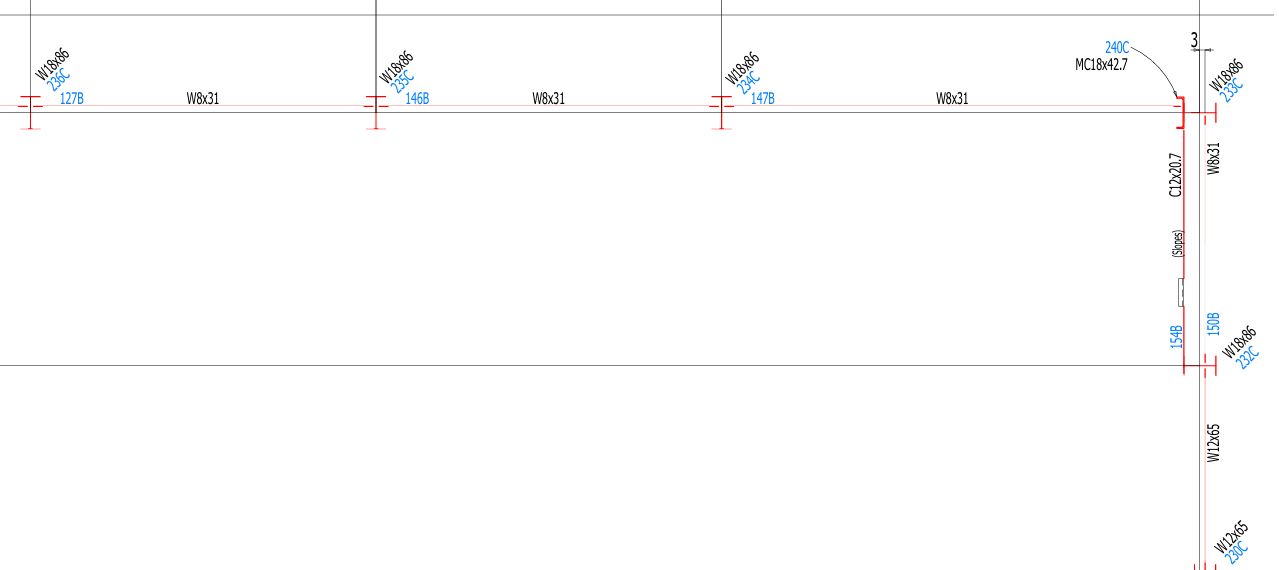 3
240C
MC18x42.7
W18x86
236C
W18x86
235C
W18x86
234C
W18x86
233C
127B
W8x31
146B
W8x31
147B
W8x31
C12x20.7
W8x31
(Slopes)
154B
150B
W18x86
232C
W12x65
W12x65
230C